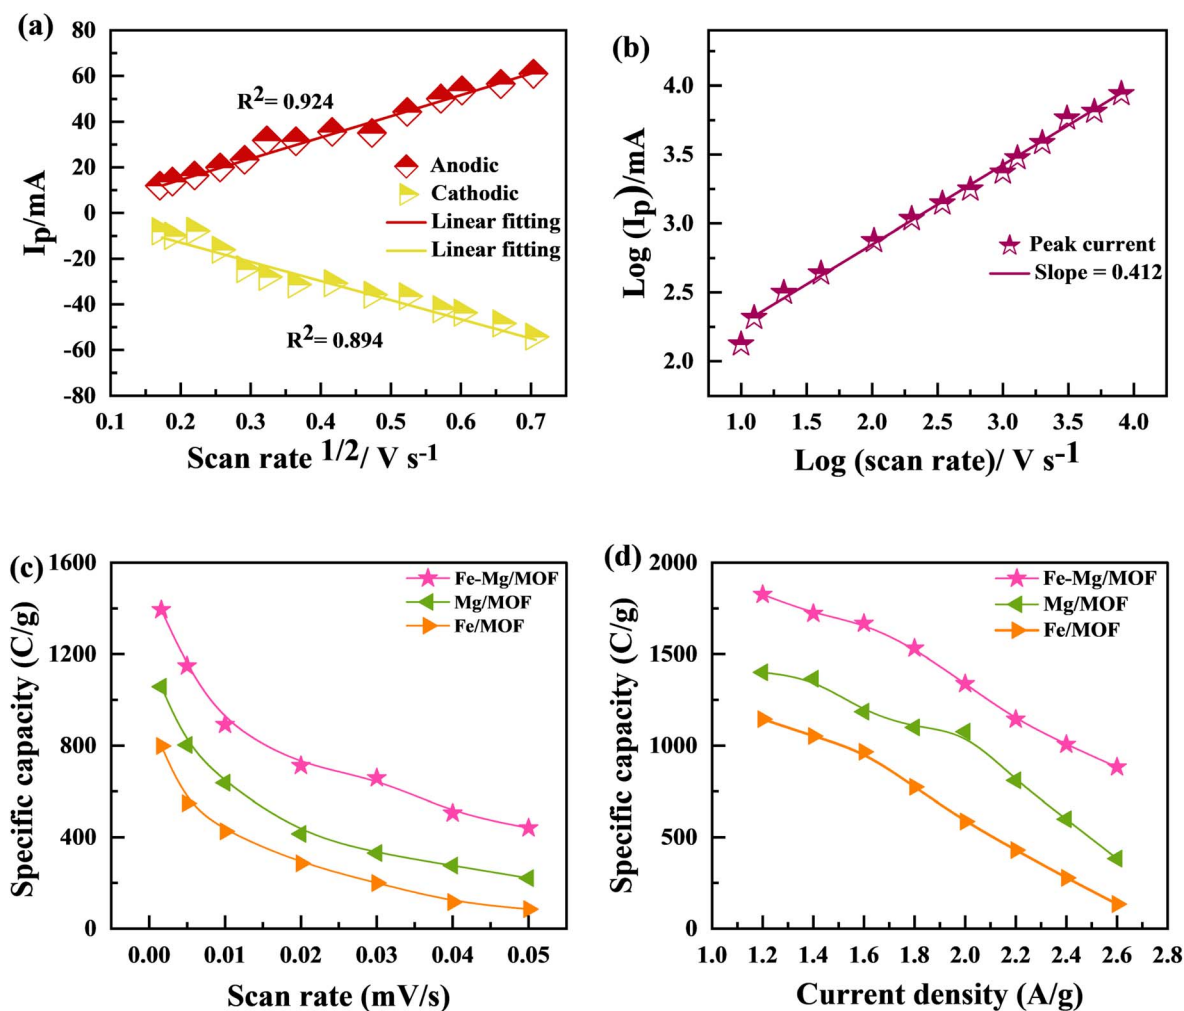 (a)
80
60
40
20
0
-20
-40
-60
-80
Ip/mA
R2= 0.924
Anodic
Cathodic
Linear fitting
Linear fitting
R2= 0.894
0.1 0.2 0.3 0.4 0.5 0.6 0.7
Scan rate 1/2/ V s-1
(b)
4.0
3.5
3.0
2.5
2.0
Log (Ip)/mA
Peak current
Slope = 0.412
1.0 1.5 2.0 2.5 3.0 3.5 4.0
Log (scan rate)/ V s-1
(c)
1600
1200
800
400
0
Specific capacity (C/g)
Fe-Mg/MOF
Mg/MOF
Fe/MOF
0.00 0.01 0.02 0.03 0.04 0.05
Scan rate (mV/s)
(d)
2000
1500
1000
500
0
Specific capacity (C/g)
Fe-Mg/MOF
Mg/MOF
Fe/MOF
1.0 1.2 1.4 1.6 1.8 2.0 2.2 2.4 2.6 2.8
Current density (A/g)